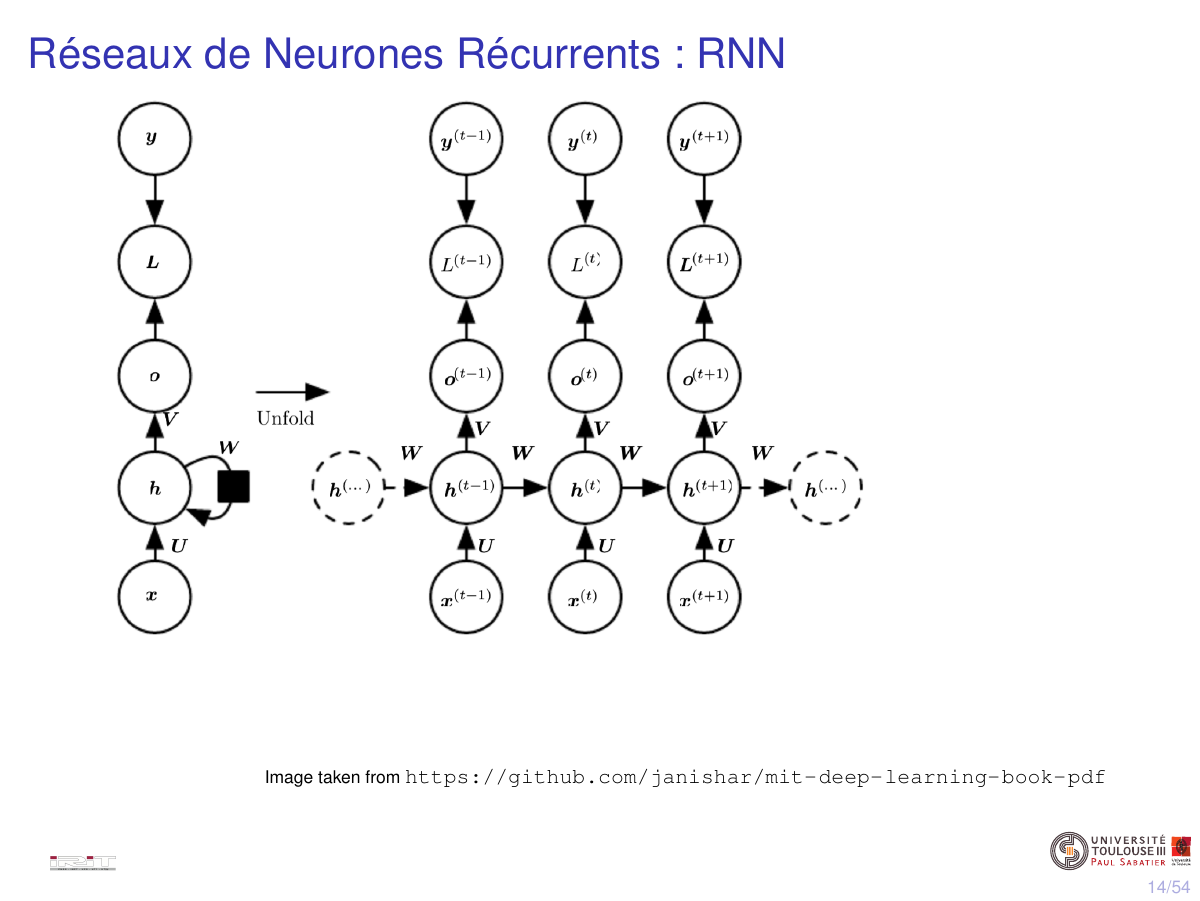 Réseaux de Neurones Récurrents : RNN
y y(t−1) y(t) y(t+1)
L L(t−1) L(t) L(t+1)
o o(t−1) o(t) o(t+1)
Unfold
V V V V
W W W W W
h h(...) h(t−1) h(t) h(t+1) h(...)
U U U U
x x(t−1) x(t) x(t+1)
Image taken from https://github.com/janishar/mit-deep-learning-book-pdf
iRiT
UNIVERSITÉ
TOULOUSE III
PAUL SABATIER
14/54